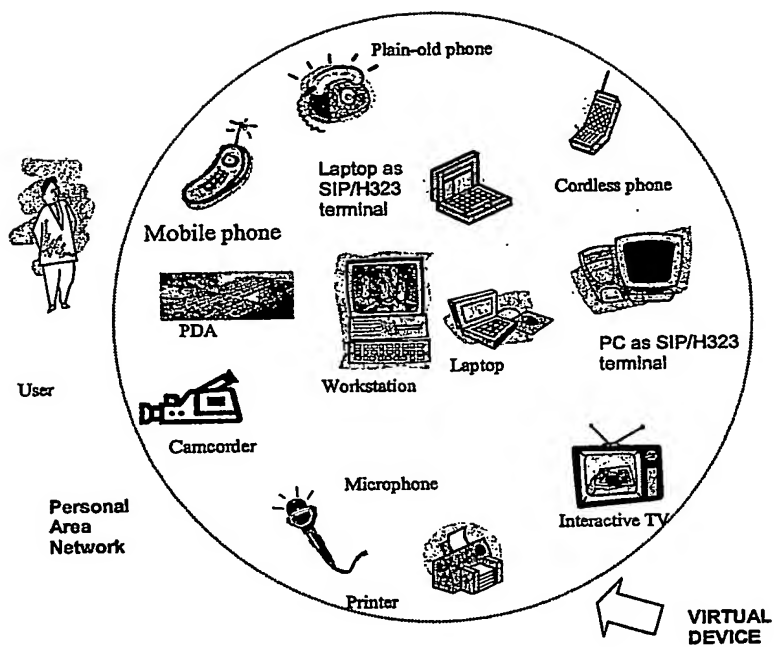 Plain-old phone
Laptop as
SIP/H323
terminal
Cordless phone
Mobile phone
PDA
PC as SIP/H323
terminal
Laptop
Workstation
User
Camcorder
Microphone
Personal
Area
Network
Interactive TV
Printer
VIRTUAL
DEVICE